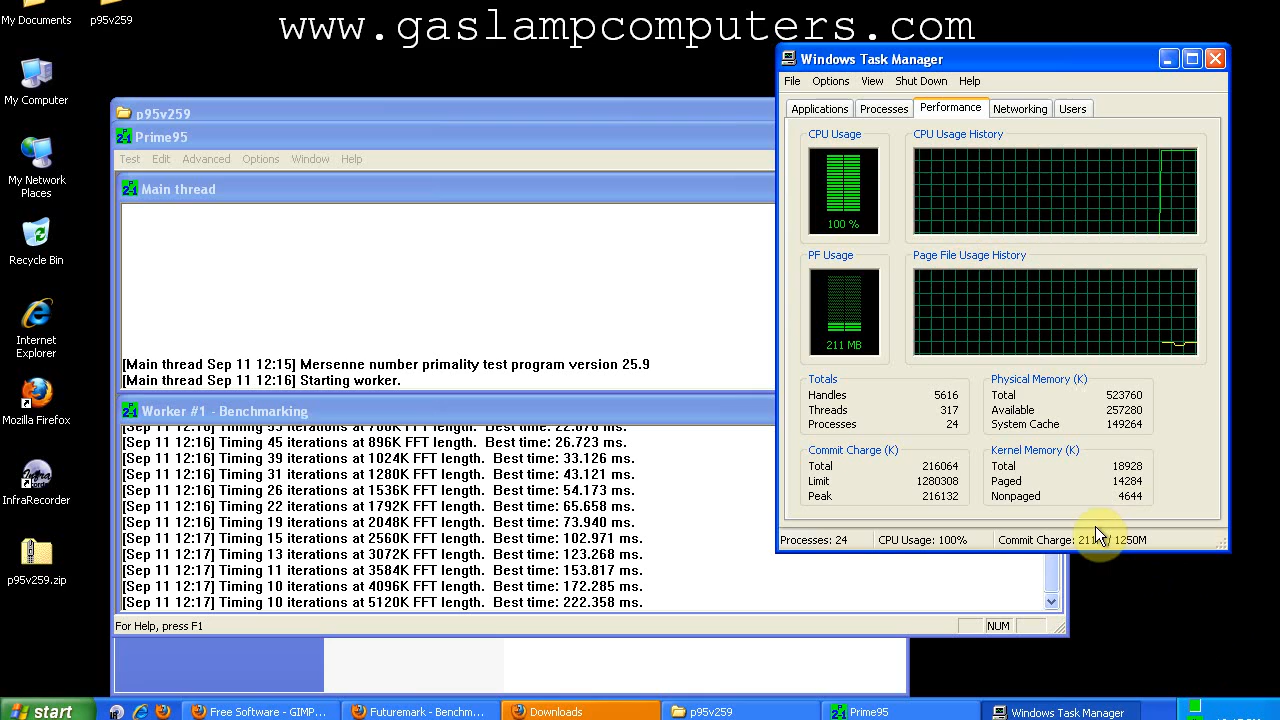 www.gaslampcomputers.com
My Documents
p95v259
My Computer
My Network
Places
Recycle Bin
Internet
Explorer
Mozilla Firefox
InfraRecorder
p95v259.zip
p95v259
Prime95
Test Edit Advanced Options Window Help
Main thread
[Main thread Sep 11 12:15] Mersenne number primality test program version 25.9
[Main thread Sep 11 12:16] Starting worker.
Worker #1 - Benchmarking
[Sep 11 12:16] Timing 45 iterations at 896K FFT length. Best time: 26.723 ms.
[Sep 11 12:16] Timing 39 iterations at 1024K FFT length. Best time: 33.126 ms.
[Sep 11 12:16] Timing 31 iterations at 1280K FFT length. Best time: 43.121 ms.
[Sep 11 12:16] Timing 26 iterations at 1536K FFT length. Best time: 54.173 ms.
[Sep 11 12:16] Timing 22 iterations at 1792K FFT length. Best time: 65.658 ms.
[Sep 11 12:16] Timing 19 iterations at 2048K FFT length. Best time: 73.940 ms.
[Sep 11 12:17] Timing 15 iterations at 2560K FFT length. Best time: 102.971 ms.
[Sep 11 12:17] Timing 13 iterations at 3072K FFT length. Best time: 123.268 ms.
[Sep 11 12:17] Timing 11 iterations at 3584K FFT length. Best time: 153.817 ms.
[Sep 11 12:17] Timing 10 iterations at 4096K FFT length. Best time: 172.285 ms.
[Sep 11 12:17] Timing 10 iterations at 5120K FFT length. Best time: 222.358 ms.
For Help, press F1
NUM
Windows Task Manager
File Options View Shut Down Help
Applications Processes Performance Networking Users
CPU Usage
CPU Usage History
100 %
PF Usage
Page File Usage History
211 MB
Totals
Handles 5616
Threads 317
Processes 24
Physical Memory (K)
Total 523760
Available 257280
System Cache 149264
Commit Charge (K)
Total 216064
Limit 1280308
Peak 216132
Kernel Memory (K)
Total 18928
Paged 14284
Nonpaged 4644
Processes: 24 CPU Usage: 100% Commit Charge: 211 / 1250M
start
Free Software - GIMP...
Futuremark - Benchm...
Downloads
p95v259
Prime95
Windows Task Manager